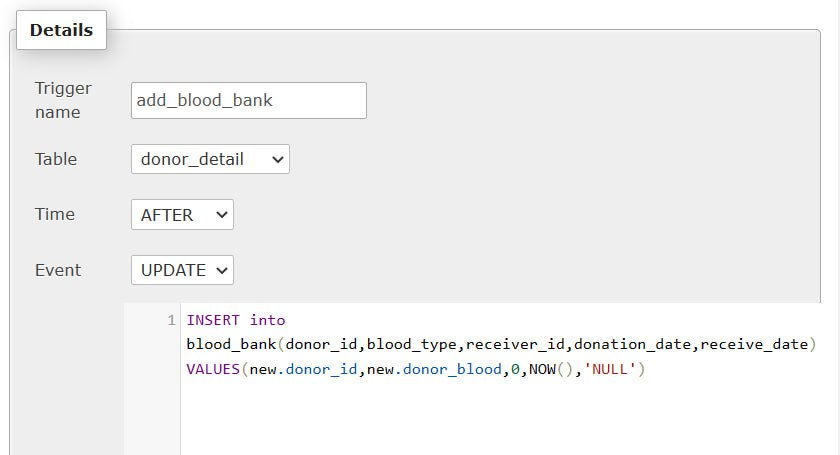 Details
Trigger
name
add_blood_bank
Table
donor_detail
Time
AFTER
Event
UPDATE
1 INSERT into
blood_bank(donor_id,blood_type,receiver_id,donation_date,receive_date)
VALUES(new.donor_id,new.donor_blood,0,NOW(),'NULL')